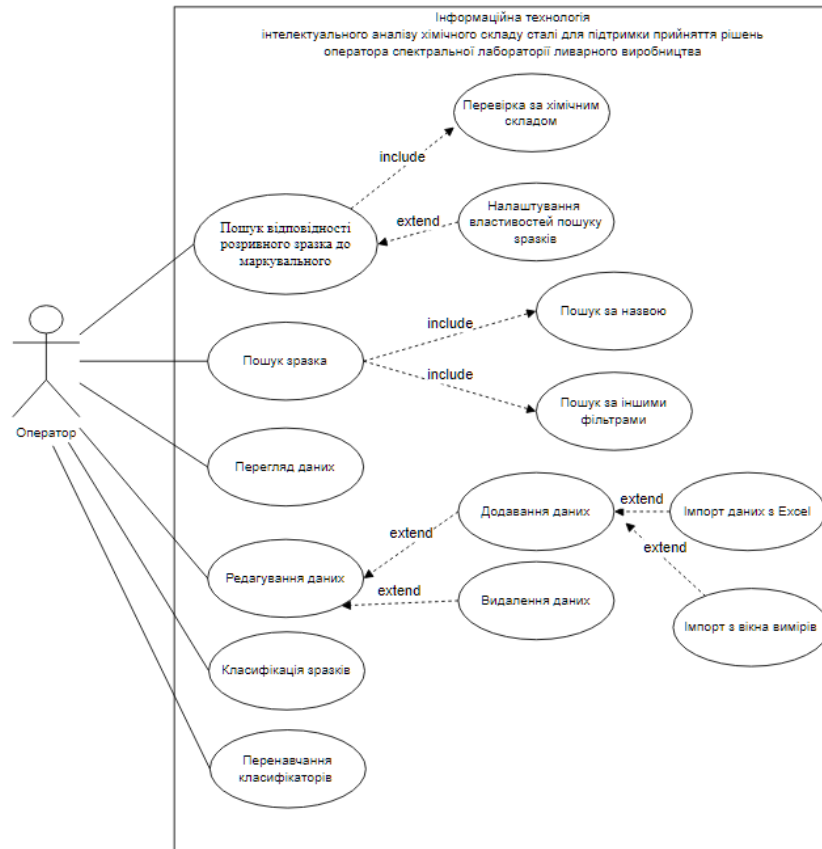 Інформаційна технологія
інтелектуального аналізу хімічного складу сталі для підтримки прийняття рішень
оператора спектральної лабораторії ливарного виробництва
Перевірка за хімічним
складом
include
Налаштування
властивостей пошуку
зразків
extend
Пошук відповідності
розривного зразка до
маркувального
Пошук за назвою
include
Пошук зразка
include
Пошук за іншими
фільтрами
Оператор
Перегляд даних
Додавання даних
extend
Імпорт даних з Excel
extend
extend
Редагування даних
extend
Видалення даних
Імпорт з вікна вимірів
Класифікація зразків
Перенавчання
класифікаторів